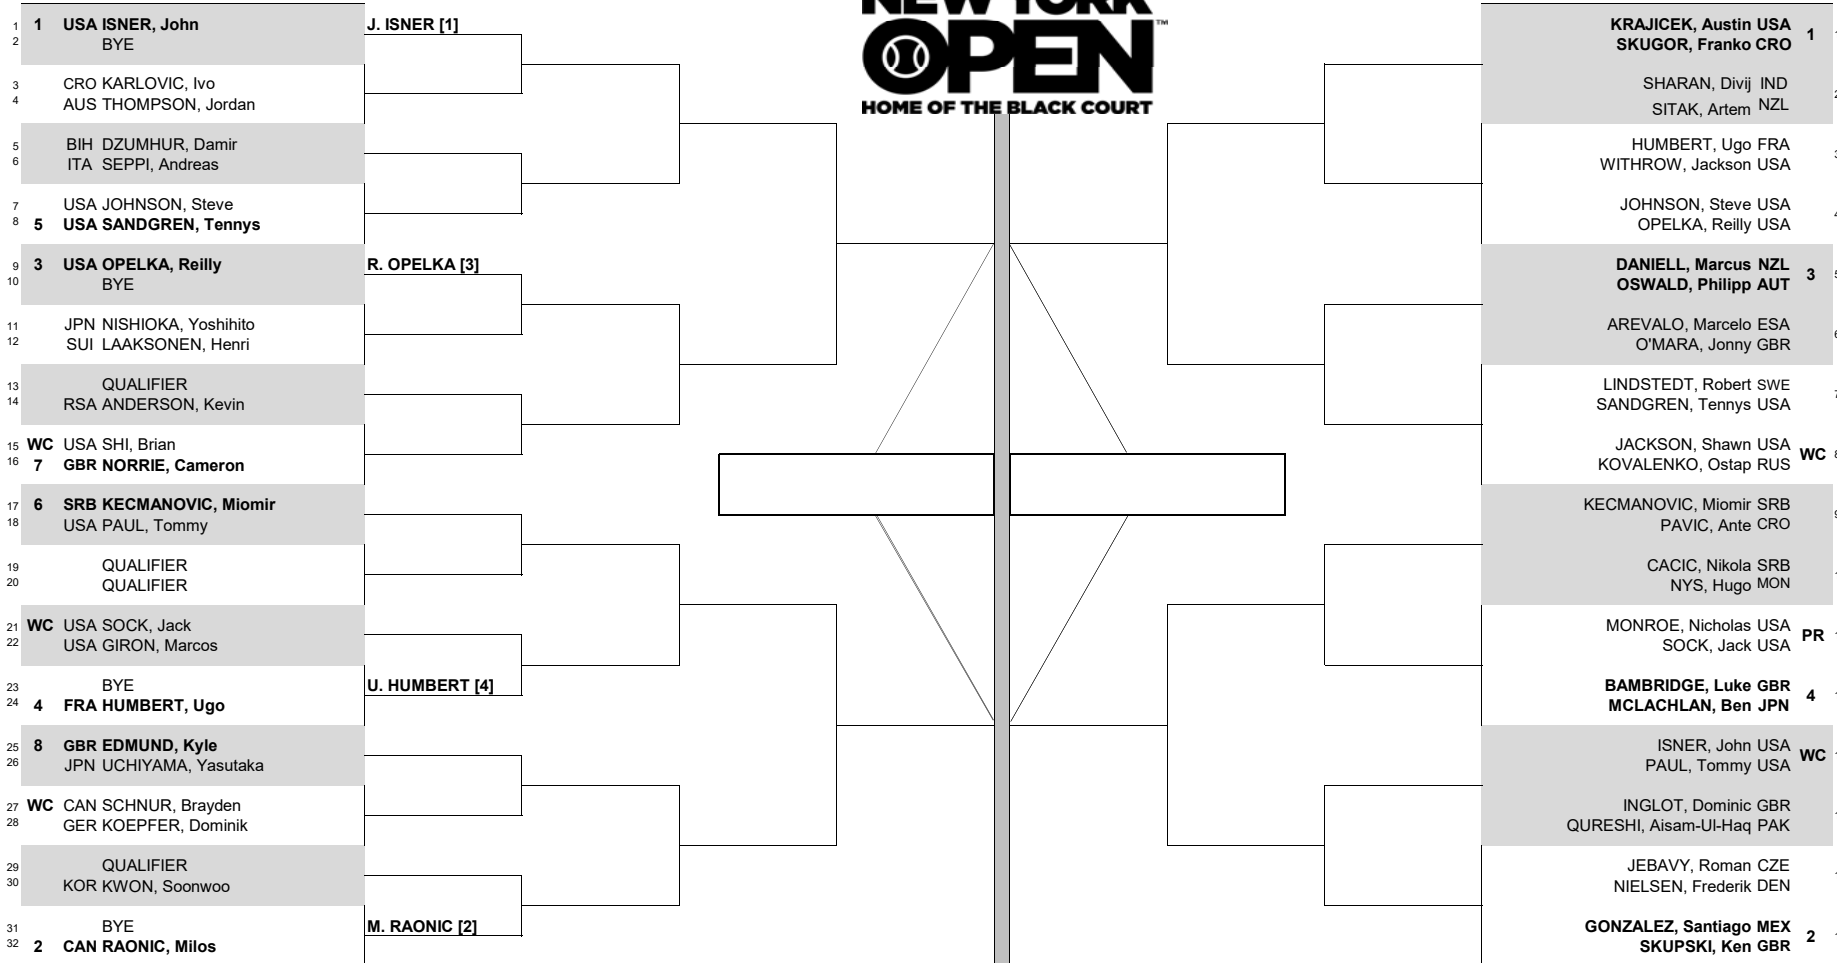 NEW YORK
OPEN™
HOME OF THE BLACK COURT
1 1 USA ISNER, John J. ISNER [1]
2 BYE
3 CRO KARLOVIC, Ivo
4 AUS THOMPSON, Jordan
5 BIH DZUMHUR, Damir
6 ITA SEPPI, Andreas
7 USA JOHNSON, Steve
8 5 USA SANDGREN, Tennys
9 3 USA OPELKA, Reilly R. OPELKA [3]
10 BYE
11 JPN NISHIOKA, Yoshihito
12 SUI LAAKSONEN, Henri
13 QUALIFIER
14 RSA ANDERSON, Kevin
15 WC USA SHI, Brian
16 7 GBR NORRIE, Cameron
17 6 SRB KECMANOVIC, Miomir
18 USA PAUL, Tommy
19 QUALIFIER
20 QUALIFIER
21 WC USA SOCK, Jack
22 USA GIRON, Marcos
23 BYE U. HUMBERT [4]
24 4 FRA HUMBERT, Ugo
25 8 GBR EDMUND, Kyle
26 JPN UCHIYAMA, Yasutaka
27 WC CAN SCHNUR, Brayden
28 GER KOEPFER, Dominik
29 QUALIFIER
30 KOR KWON, Soonwoo
31 BYE M. RAONIC [2]
32 2 CAN RAONIC, Milos
KRAJICEK, Austin USA 1
SKUGOR, Franko CRO
SHARAN, Divij IND
SITAK, Artem NZL
HUMBERT, Ugo FRA
WITHROW, Jackson USA
JOHNSON, Steve USA
OPELKA, Reilly USA
DANIELL, Marcus NZL 3
OSWALD, Philipp AUT
AREVALO, Marcelo ESA
O'MARA, Jonny GBR
LINDSTEDT, Robert SWE
SANDGREN, Tennys USA
JACKSON, Shawn USA WC
KOVALENKO, Ostap RUS
KECMANOVIC, Miomir SRB
PAVIC, Ante CRO
CACIC, Nikola SRB
NYS, Hugo MON
MONROE, Nicholas USA PR
SOCK, Jack USA
BAMBRIDGE, Luke GBR 4
MCLACHLAN, Ben JPN
ISNER, John USA WC
PAUL, Tommy USA
INGLOT, Dominic GBR
QURESHI, Aisam-Ul-Haq PAK
JEBAVY, Roman CZE
NIELSEN, Frederik DEN
GONZALEZ, Santiago MEX 2
SKUPSKI, Ken GBR